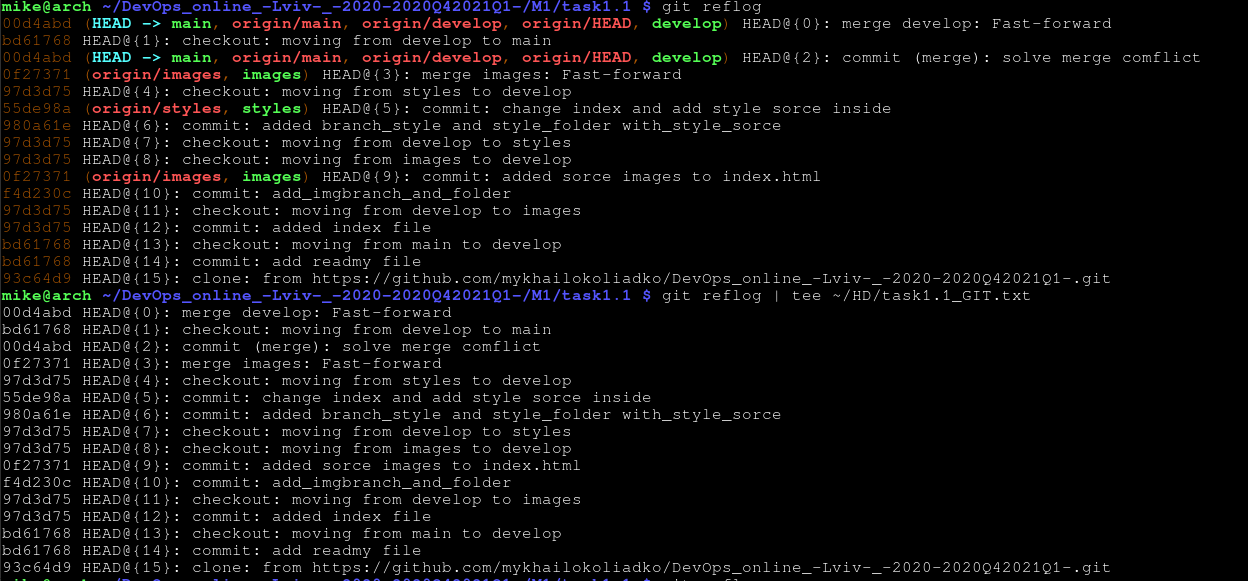 mike@arch ~/DevOps_online_-Lviv-_-2020-2020Q42021Q1-/M1/task1.1 $ git reflog
00d4abd (HEAD -> main, origin/main, origin/develop, origin/HEAD, develop) HEAD@{0}: merge develop: Fast-forward
bd61768 HEAD@{1}: checkout: moving from develop to main
00d4abd (HEAD -> main, origin/main, origin/develop, origin/HEAD, develop) HEAD@{2}: commit (merge): solve merge comflict
0f27371 (origin/images, images) HEAD@{3}: merge images: Fast-forward
97d3d75 HEAD@{4}: checkout: moving from styles to develop
55de98a (origin/styles, styles) HEAD@{5}: commit: change index and add style sorce inside
980a61e HEAD@{6}: commit: added branch_style and style_folder with_style_sorce
97d3d75 HEAD@{7}: checkout: moving from develop to styles
97d3d75 HEAD@{8}: checkout: moving from images to develop
0f27371 (origin/images, images) HEAD@{9}: commit: added sorce images to index.html
f4d230c HEAD@{10}: commit: add_imgbranch_and_folder
97d3d75 HEAD@{11}: checkout: moving from develop to images
97d3d75 HEAD@{12}: commit: added index file
bd61768 HEAD@{13}: checkout: moving from main to develop
bd61768 HEAD@{14}: commit: add readmy file
93c64d9 HEAD@{15}: clone: from https://github.com/mykhailokoliadko/DevOps_online_-Lviv-_-2020-2020Q42021Q1-.git
mike@arch ~/DevOps_online_-Lviv-_-2020-2020Q42021Q1-/M1/task1.1 $ git reflog | tee ~/HD/task1.1_GIT.txt
00d4abd HEAD@{0}: merge develop: Fast-forward
bd61768 HEAD@{1}: checkout: moving from develop to main
00d4abd HEAD@{2}: commit (merge): solve merge comflict
0f27371 HEAD@{3}: merge images: Fast-forward
97d3d75 HEAD@{4}: checkout: moving from styles to develop
55de98a HEAD@{5}: commit: change index and add style sorce inside
980a61e HEAD@{6}: commit: added branch_style and style_folder with_style_sorce
97d3d75 HEAD@{7}: checkout: moving from develop to styles
97d3d75 HEAD@{8}: checkout: moving from images to develop
0f27371 HEAD@{9}: commit: added sorce images to index.html
f4d230c HEAD@{10}: commit: add_imgbranch_and_folder
97d3d75 HEAD@{11}: checkout: moving from develop to images
97d3d75 HEAD@{12}: commit: added index file
bd61768 HEAD@{13}: checkout: moving from main to develop
bd61768 HEAD@{14}: commit: add readmy file
93c64d9 HEAD@{15}: clone: from https://github.com/mykhailokoliadko/DevOps_online_-Lviv-_-2020-2020Q42021Q1-.git